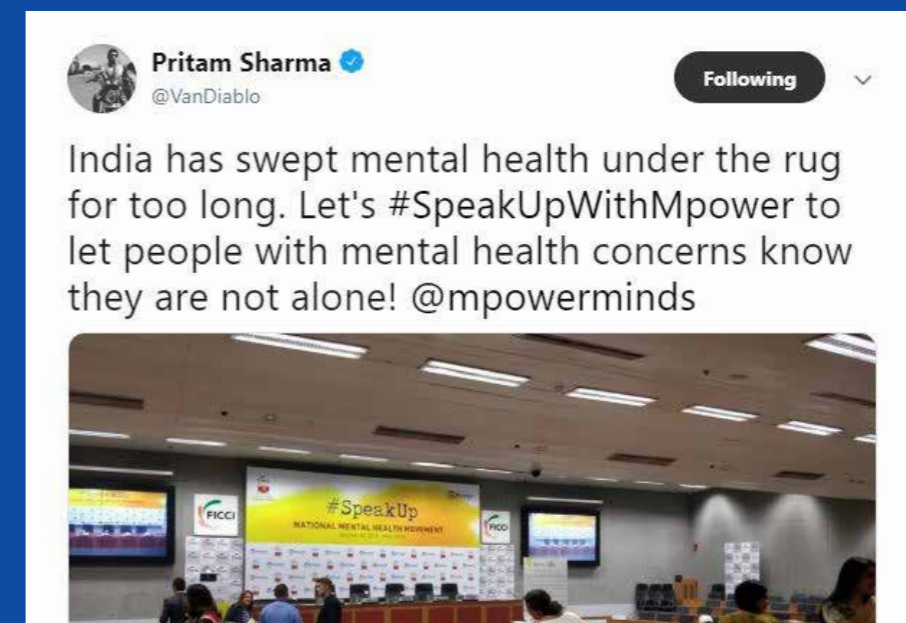 Pritam Sharma
@VanDiablo
Following
India has swept mental health under the rug
for too long. Let's #SpeakUpWithMpower to
let people with mental health concerns know
they are not alone! @mpowerminds
FICCI
#SpeakUp
NATIONAL MENTAL HEALTH MOVEMENT
FICCI